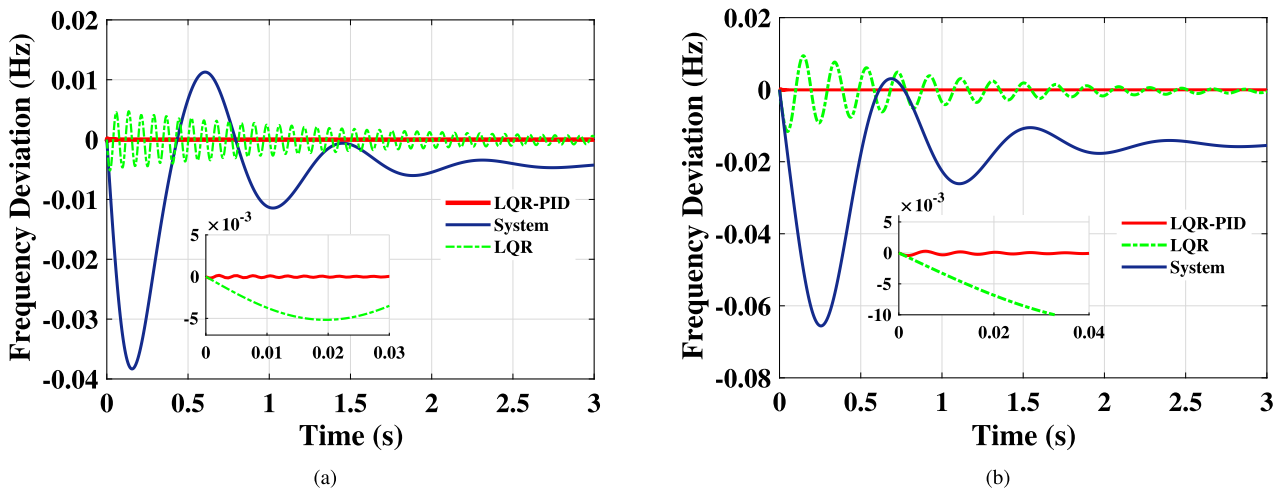 0.02
0.01
0
-0.01
-0.02
-0.03
-0.04
Frequency Deviation (Hz)
0 0.5 1 1.5 2 2.5 3
Time (s)
LQR-PID
System
LQR
×10-3
5
0
-5
0 0.01 0.02 0.03
(a)
0.02
0
-0.02
-0.04
-0.06
-0.08
Frequency Deviation (Hz)
0 0.5 1 1.5 2 2.5 3
Time (s)
LQR-PID
LQR
System
×10-3
5
0
-5
-10
0 0.02 0.04
(b)